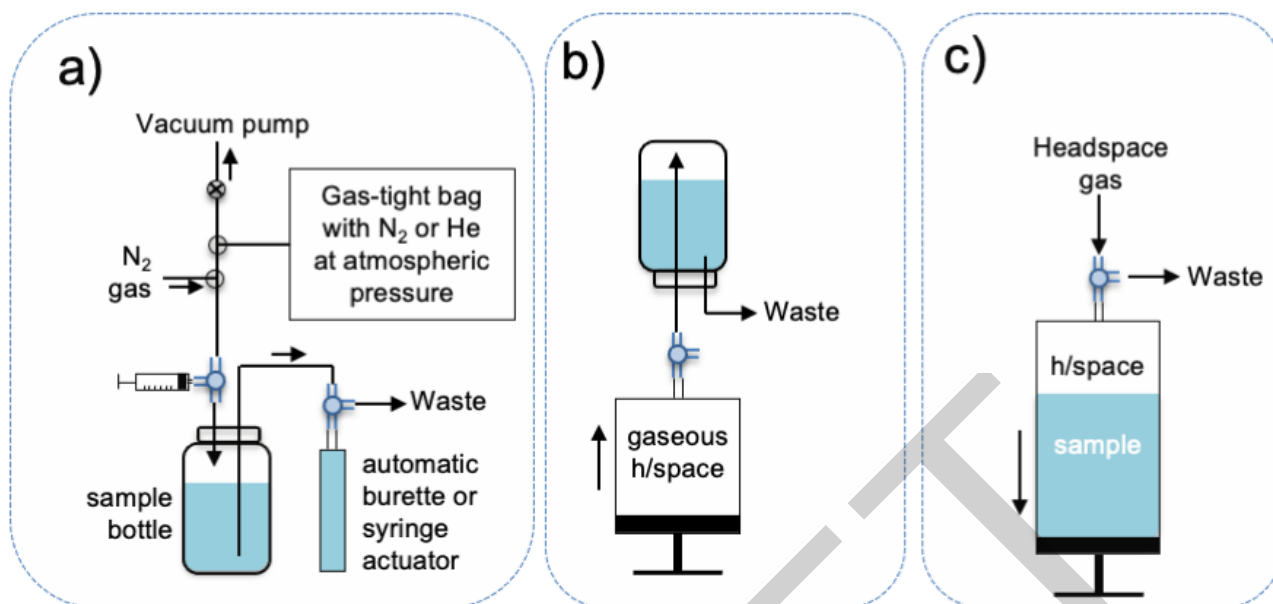 a)
Vacuum pump
Gas-tight bag
with N₂ or He
at atmospheric
pressure
N₂
gas
Waste
sample
bottle
automatic
burette or
syringe
actuator
b)
Waste
gaseous
h/space
c)
Headspace
gas
Waste
h/space
sample